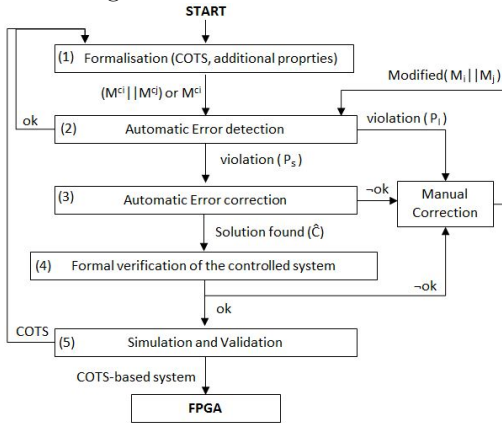 START
(1) Formalisation (COTS, additional proprties)
Modified( Mi||Mj)
(Mci||Mcj) or Mci
ok
violation ( Pl )
(2) Automatic Error detection
violation ( Ps )
(3) Automatic Error correction
¬ok
Manual
Correction
Solution found (Ĉ)
(4) Formal verification of the controlled system
¬ok
ok
COTS
(5) Simulation and Validation
COTS-based system
FPGA